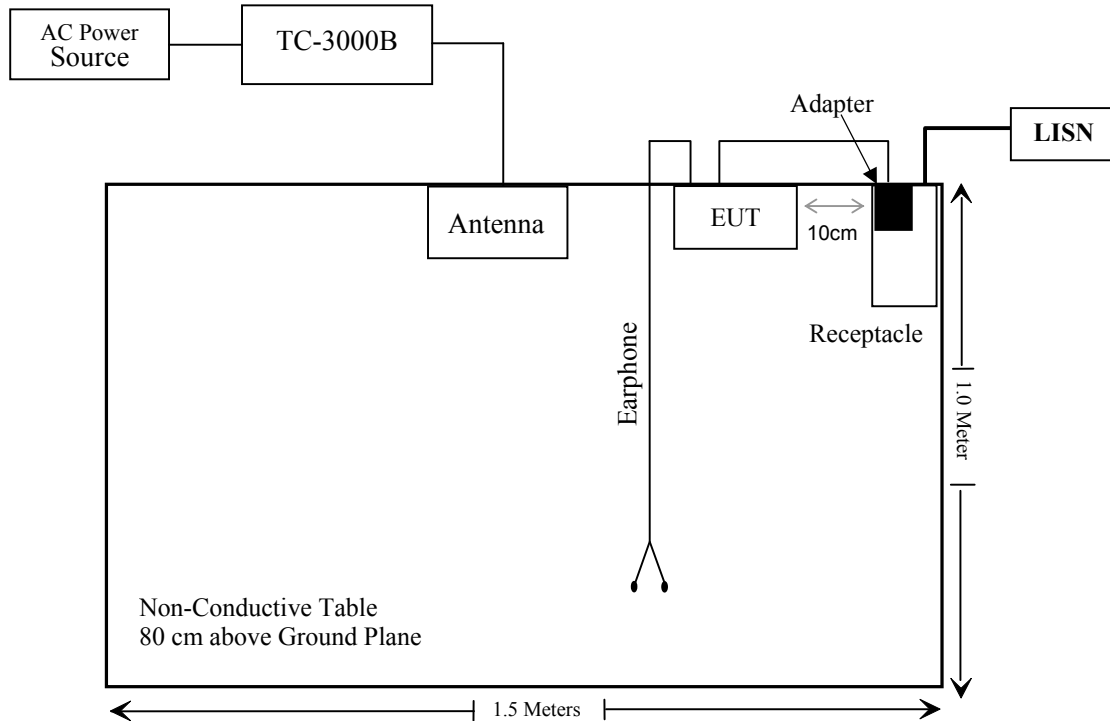 AC Power
Source
TC-3000B
Adapter
LISN
Antenna
EUT
10cm
Receptacle
Earphone
1.0 Meter
Non-Conductive Table
80 cm above Ground Plane
1.5 Meters